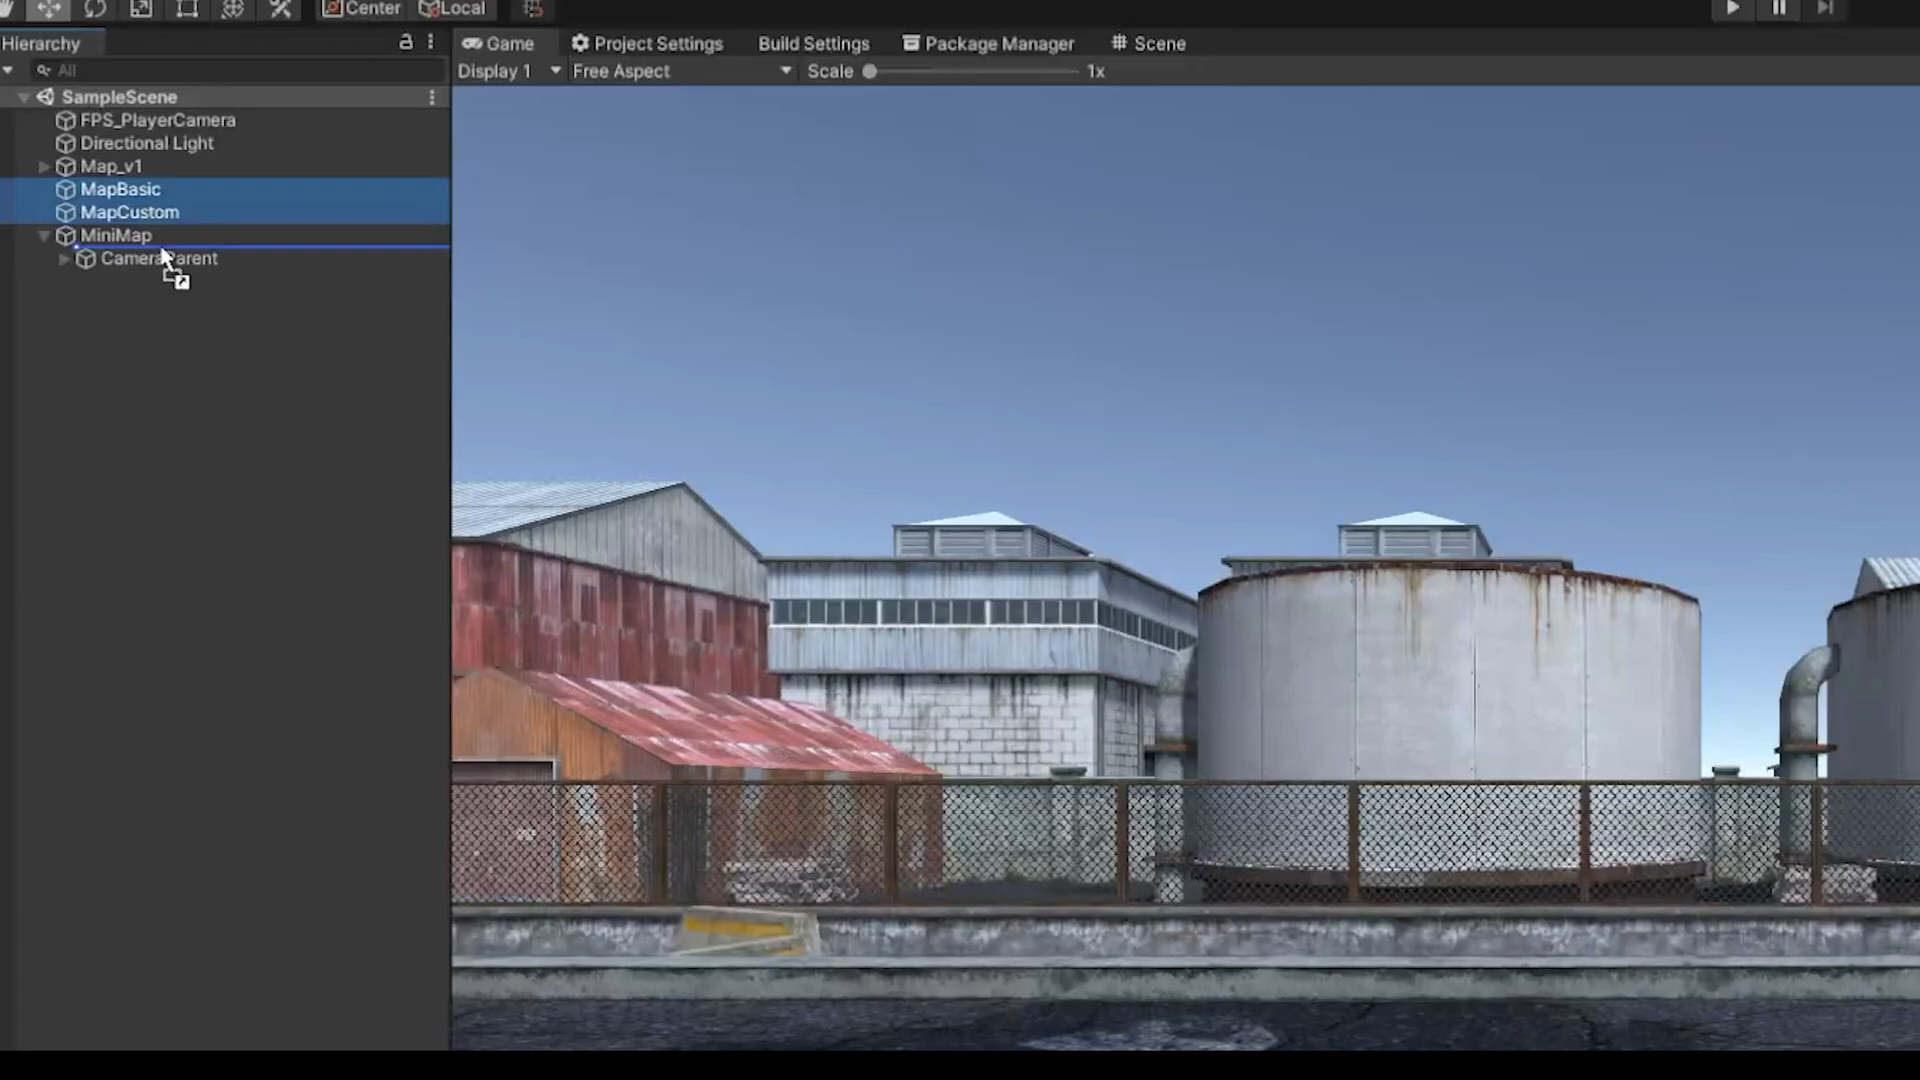 Center Local
Hierarchy
Game Project Settings Build Settings Package Manager Scene
All
Display 1 Free Aspect Scale 1x
SampleScene
FPS_PlayerCamera
Directional Light
Map_v1
MapBasic
MapCustom
MiniMap
CameraParent